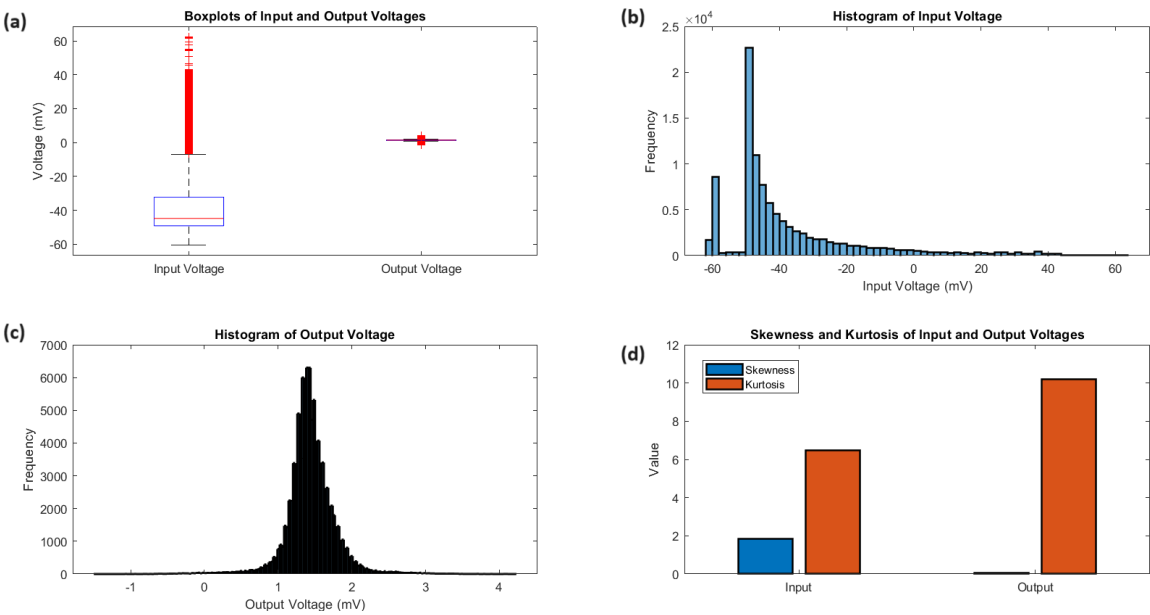 (a)
Boxplots of Input and Output Voltages
60
40
20
0
-20
-40
-60
Voltage (mV)
Input Voltage
Output Voltage
(b)
Histogram of Input Voltage
×10⁴
2.5
2
1.5
1
0.5
0
Frequency
-60 -40 -20 0 20 40 60
Input Voltage (mV)
(c)
Histogram of Output Voltage
7000
6000
5000
4000
3000
2000
1000
0
Frequency
-1 0 1 2 3 4
Output Voltage (mV)
(d)
Skewness and Kurtosis of Input and Output Voltages
12
10
8
6
4
2
0
Value
Skewness
Kurtosis
Input
Output